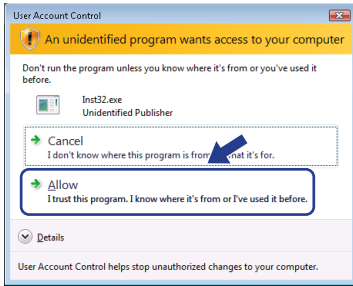 User Account Control
An unidentified program wants access to your computer
Don't run the program unless you know where it's from or you've used it
before.
Inst32.exe
Unidentified Publisher
Cancel
I don't know where this program is from it's for.
Allow
I trust this program. I know where it's from or I've used it before.
Details
User Account Control helps stop unauthorized changes to your computer.